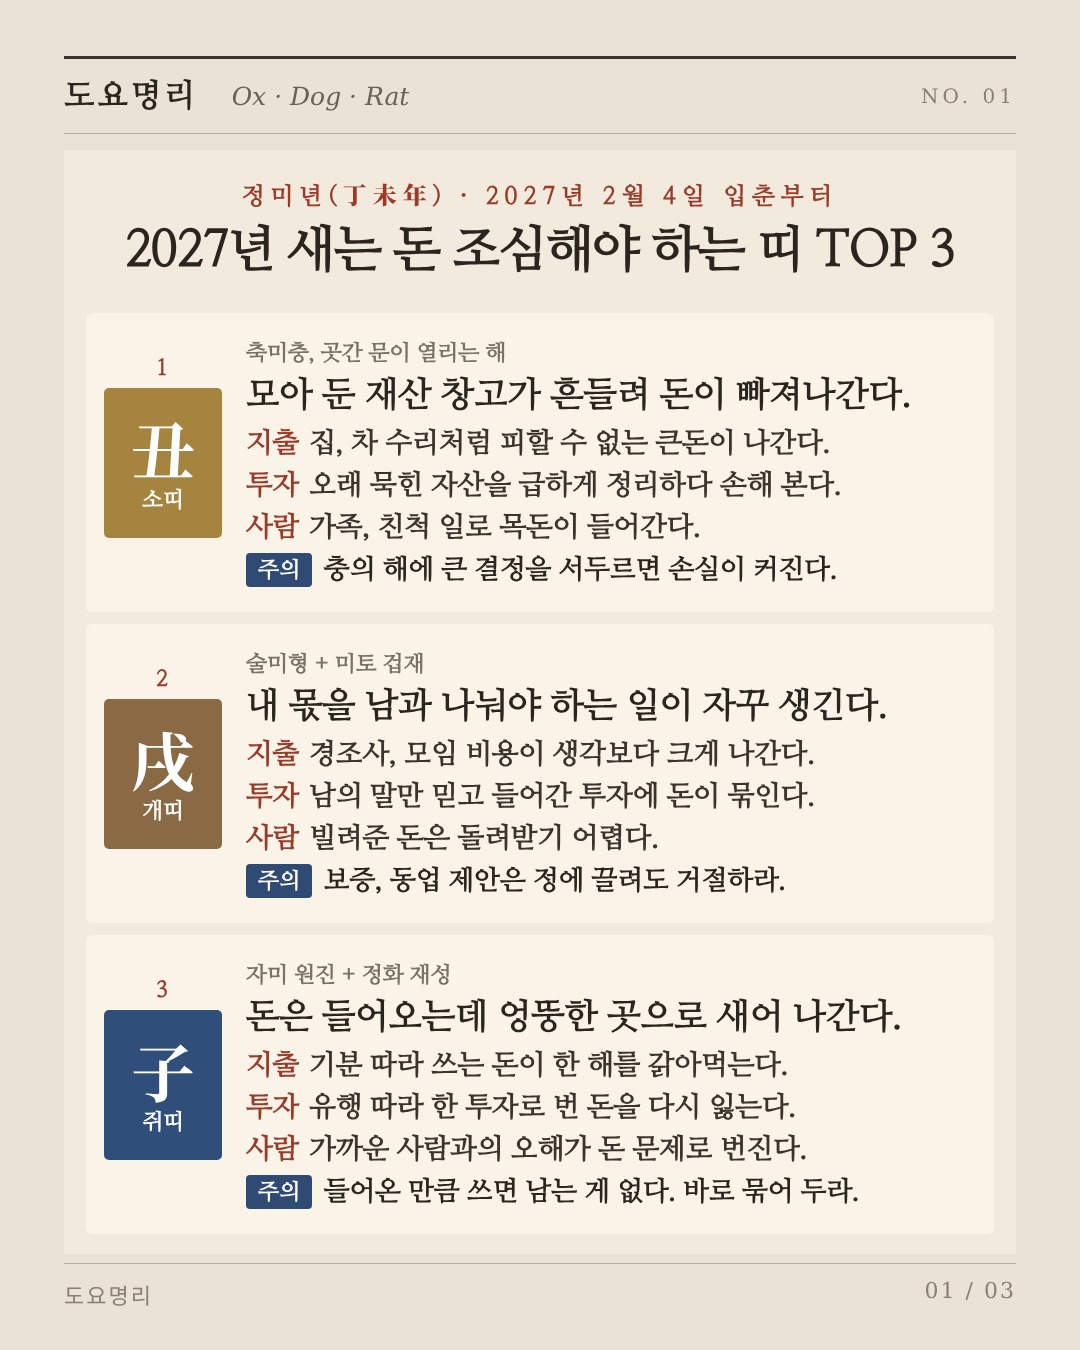 도요명리 Ox · Dog · Rat NO. 01
정미년(丁未年) · 2027년 2월 4일 입춘부터
2027년 새는 돈 조심해야 하는 띠 TOP 3
1
丑
소띠
축미충, 곳간 문이 열리는 해
모아 둔 재산 창고가 흔들려 돈이 빠져나간다.
지출 집, 차 수리처럼 피할 수 없는 큰돈이 나간다.
투자 오래 묵힌 자산을 급하게 정리하다 손해 본다.
사람 가족, 친척 일로 목돈이 들어간다.
주의 충의 해에 큰 결정을 서두르면 손실이 커진다.
2
戌
개띠
술미형 + 미토 겁재
내 몫을 남과 나눠야 하는 일이 자꾸 생긴다.
지출 경조사, 모임 비용이 생각보다 크게 나간다.
투자 남의 말만 믿고 들어간 투자에 돈이 묶인다.
사람 빌려준 돈은 돌려받기 어렵다.
주의 보증, 동업 제안은 정에 끌려도 거절하라.
3
子
쥐띠
자미 원진 + 정화 재성
돈은 들어오는데 엉뚱한 곳으로 새어 나간다.
지출 기분 따라 쓰는 돈이 한 해를 갉아먹는다.
투자 유행 따라 한 투자로 번 돈을 다시 잃는다.
사람 가까운 사람과의 오해가 돈 문제로 번진다.
주의 들어온 만큼 쓰면 남는 게 없다. 바로 묶어 두라.
도요명리 01 / 03